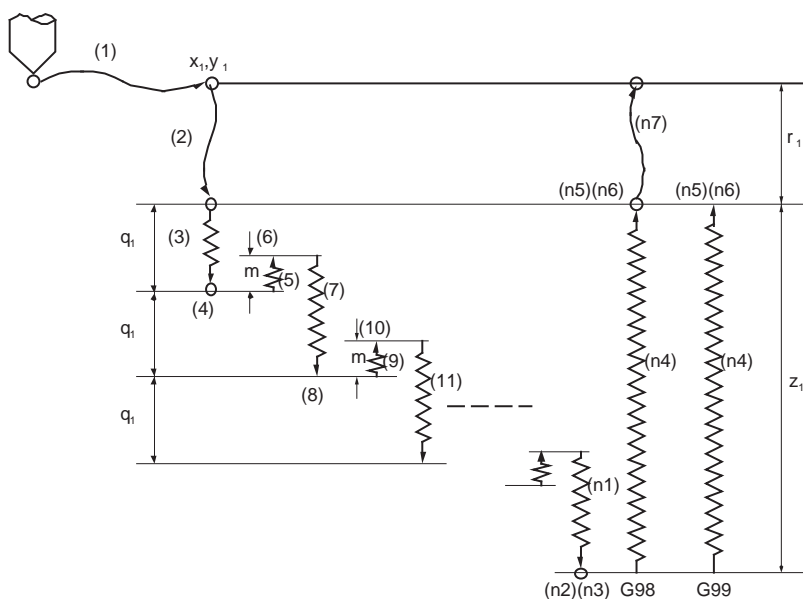 (1)
x₁,y₁
(2)
(n7)
r₁
(n5)(n6)
(n5)(n6)
q₁
(3)
(6)
m
(5)
(7)
(4)
q₁
(10)
m
(9)
(8)
(11)
(n4)
(n4)
z₁
q₁
(n1)
(n2)(n3)
G98
G99